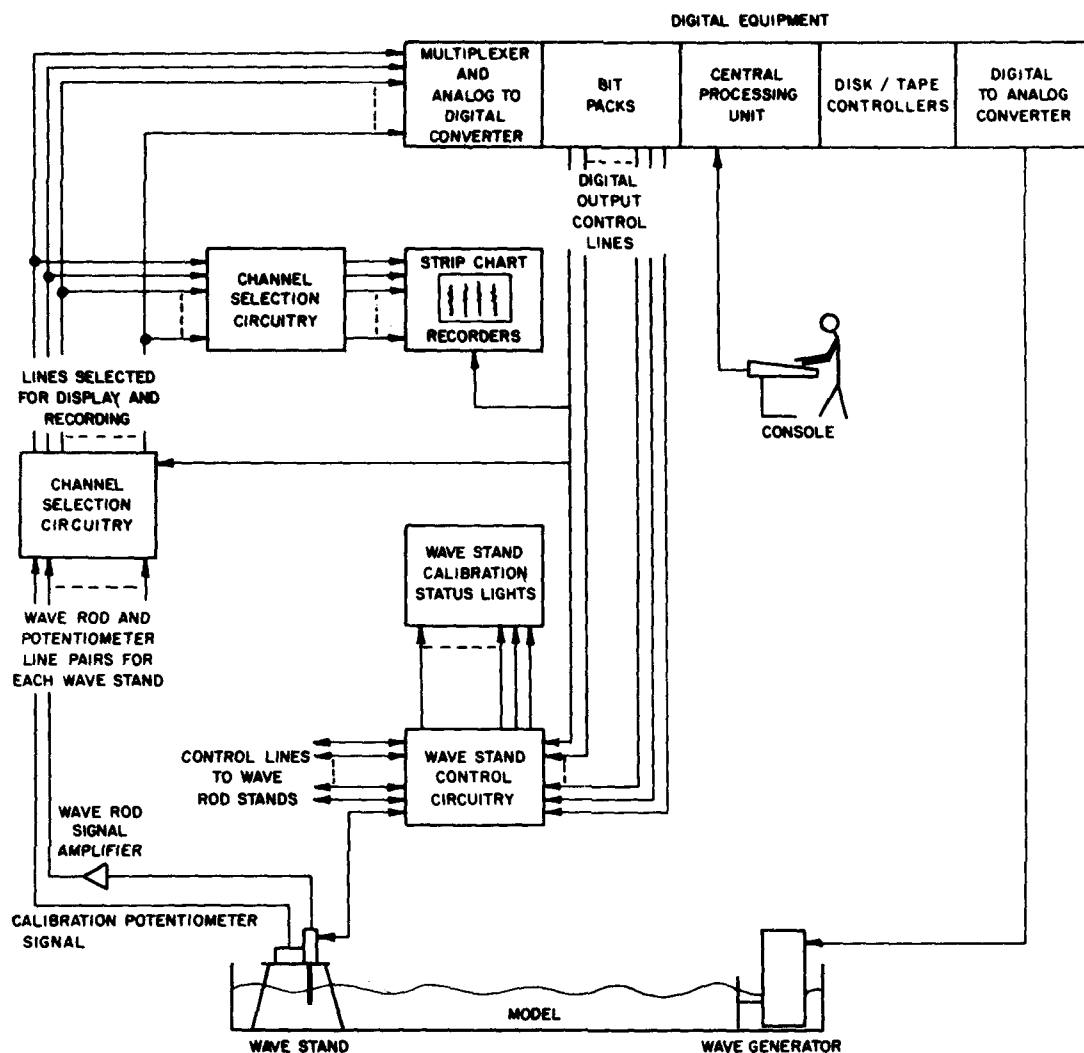 DIGITAL EQUIPMENT
MULTIPLEXER
AND
ANALOG TO
DIGITAL
CONVERTER
BIT
PACKS
CENTRAL
PROCESSING
UNIT
DISK / TAPE
CONTROLLERS
DIGITAL
TO ANALOG
CONVERTER
DIGITAL
OUTPUT
CONTROL
LINES
CHANNEL
SELECTION
CIRCUITRY
STRIP CHART
RECORDERS
LINES SELECTED
FOR DISPLAY AND
RECORDING
CONSOLE
CHANNEL
SELECTION
CIRCUITRY
WAVE STAND
CALIBRATION
STATUS LIGHTS
WAVE ROD AND
POTENTIOMETER
LINE PAIRS FOR
EACH WAVE STAND
CONTROL LINES
TO WAVE
ROD STANDS
WAVE STAND
CONTROL
CIRCUITRY
WAVE ROD
SIGNAL
AMPLIFIER
CALIBRATION POTENTIOMETER
SIGNAL
MODEL
WAVE STAND
WAVE GENERATOR